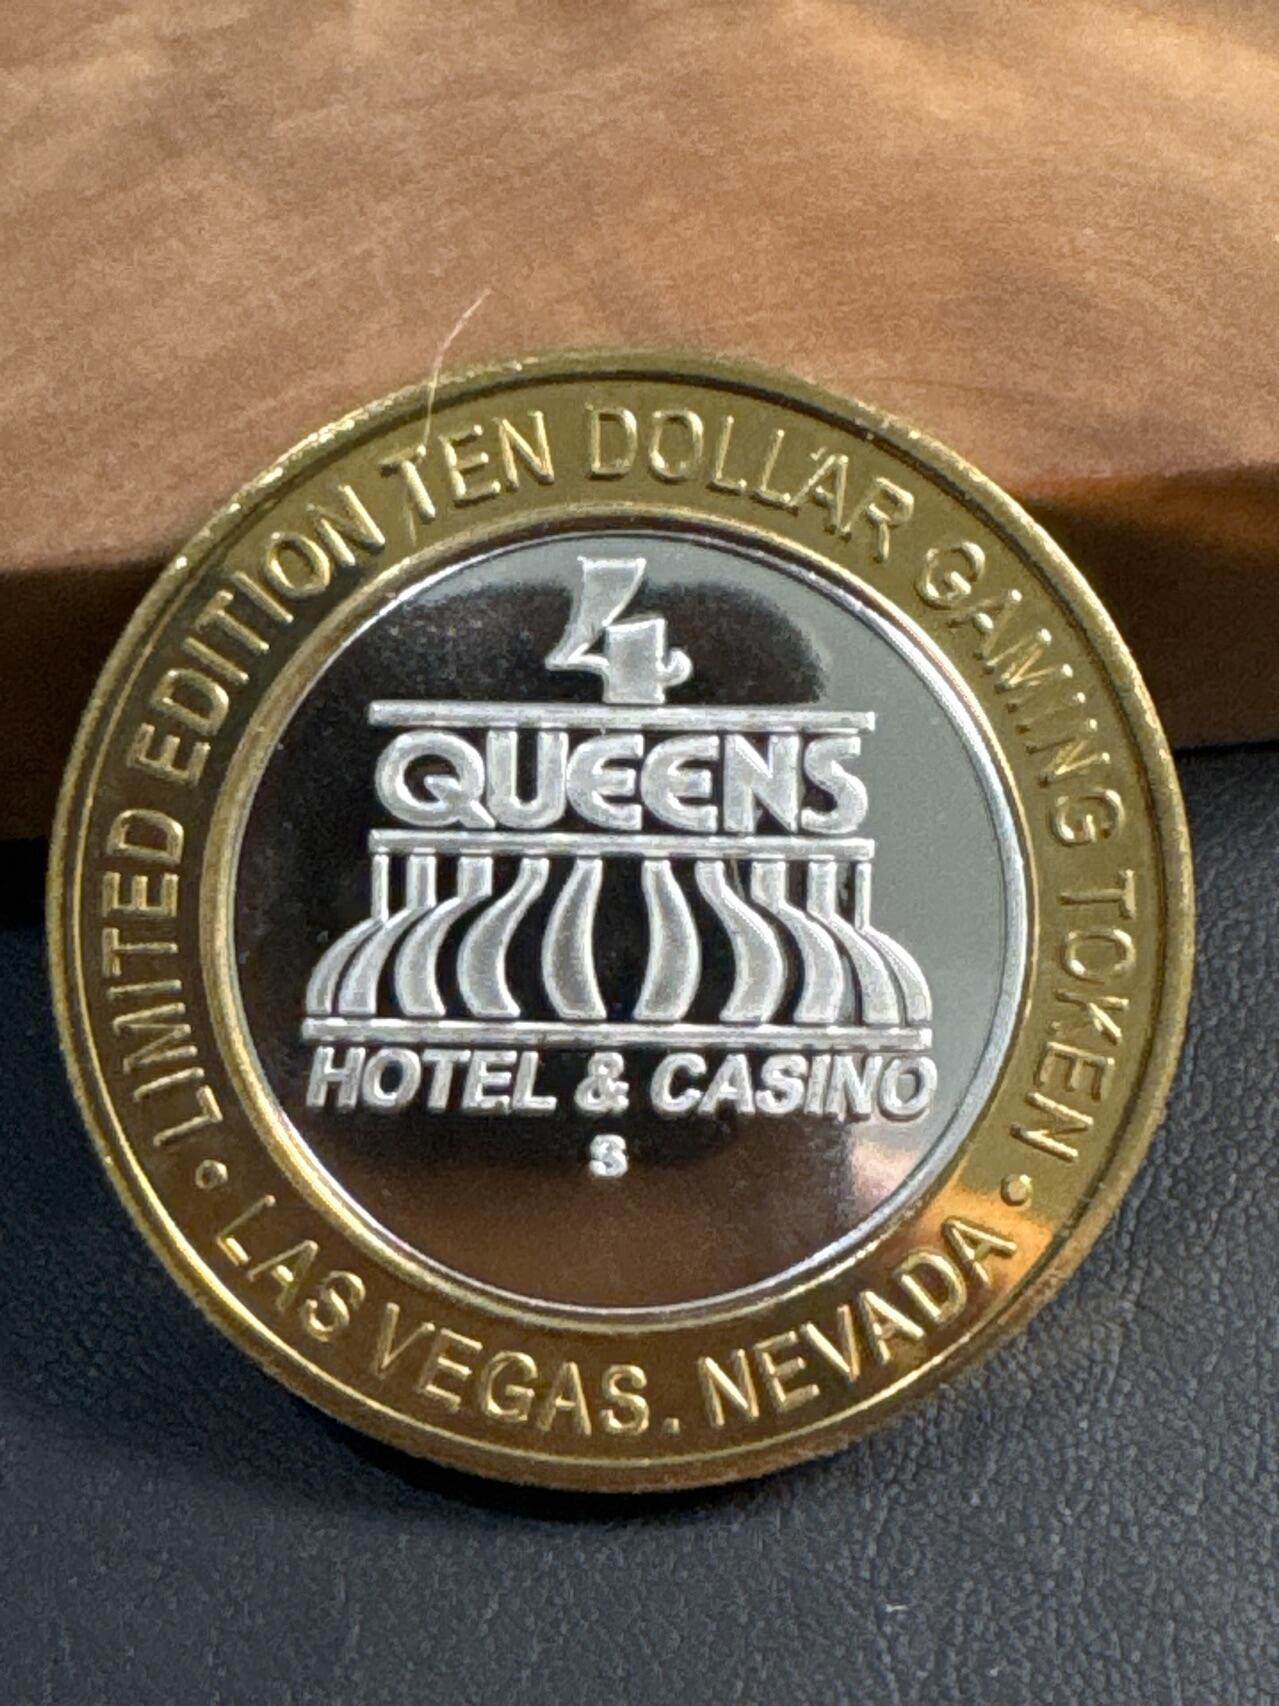 LIMITED EDITION TEN DOLLAR GAMING TOKEN
4
QUEENS
HOTEL & CASINO
S
• LAS VEGAS, NEVADA •